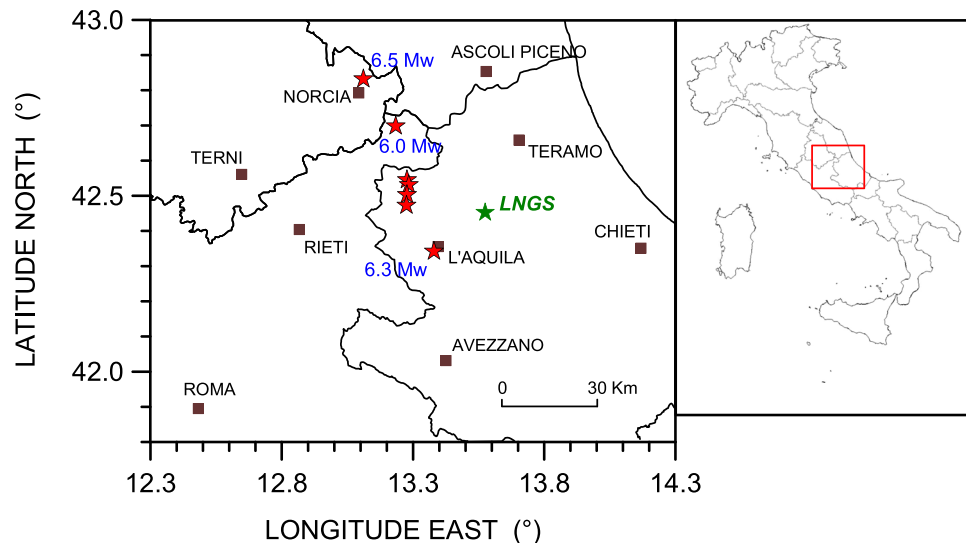 43.0
ASCOLI PICENO
6.5 Mw
NORCIA
6.0 Mw
TERAMO
TERNI
42.5
LNGS
RIETI
CHIETI
L'AQUILA
6.3 Mw
42.0
AVEZZANO
ROMA
0 30 Km
12.3 12.8 13.3 13.8 14.3
LATITUDE NORTH (°)
LONGITUDE EAST (°)